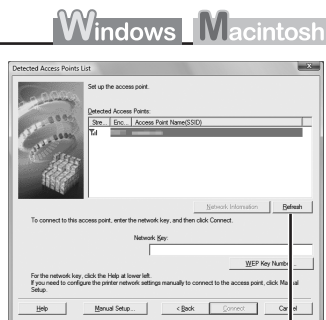 Windows Macintosh
Detected Access Points List
Set up the access point.
Detected Access Points:
Stre... Enc... Access Point Name(SSID)
Network Information Refresh
To connect to this access point, enter the network key, and then click Connect.
Network Key:
WEP Key Number...
For the network key, click the Help at lower left.
If you need to configure the printer network settings manually to connect to the access point, click Manual
Setup.
Help Manual Setup... < Back Connect Cancel